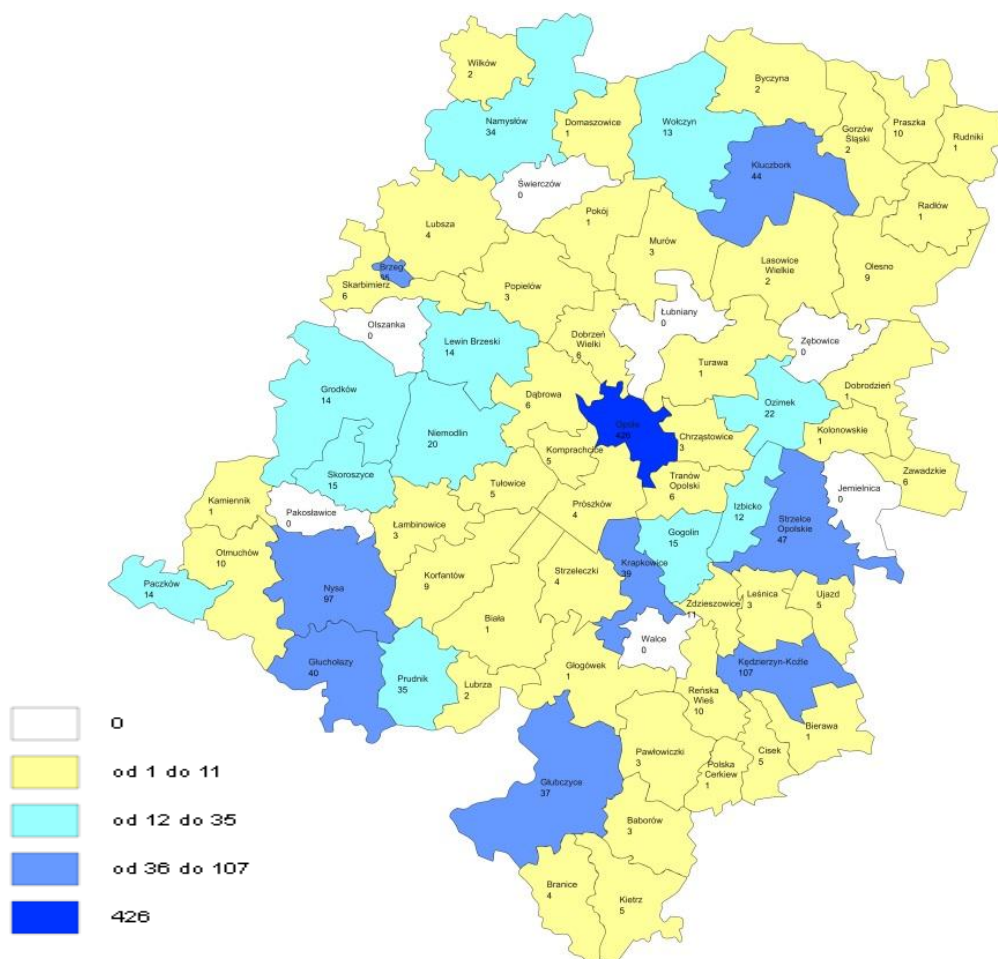 Wilków
2
Namysłów
34
Domaszowice
1
Wołczyn
13
Byczyna
2
Gorzów
Śląski
2
Praszka
10
Rudniki
1
Kluczbork
44
Świerczów
0
Radłów
1
Pokój
1
Lubsza
4
Murów
3
Lasowice
Wielkie
2
Olesno
9
Brzeg
Skarbimierz
6
Popielów
3
Olszanka
0
Łubniany
0
Lewin Brzeski
14
Dobrzeń
Wielki
6
Zębowice
0
Turawa
1
Grodków
14
Dąbrowa
6
Dobrodzień
1
Ozimek
22
Niemodlin
20
Opole
426
Chrząstowice
3
Kolonowskie
1
Komprachcice
5
Skoroszyce
15
Tranów
Opolski
6
Zawadzkie
6
Jemielnica
0
Tułowice
5
Kamiennik
1
Pakosławice
0
Prószków
4
Izbicko
12
Strzelce
Opolskie
47
Łambinowice
3
Gogolin
15
Otmuchów
10
Krapkowice
39
Paczków
14
Nysa
97
Korfantów
9
Strzeleczki
4
Zdzieszowice
11
Leśnica
3
Ujazd
5
Biała
1
Walce
0
Głuchołazy
40
Kędzierzyn-Koźle
107
Prudnik
35
Lubrza
2
Głogówek
1
Reńska
Wieś
10
Bierawa
1
Pawłowiczki
3
Polska
Cerkiew
1
Cisek
5
Głubczyce
37
Baborów
3
Branice
4
Kietrz
5
0
od 1 do 11
od 12 do 35
od 36 do 107
426